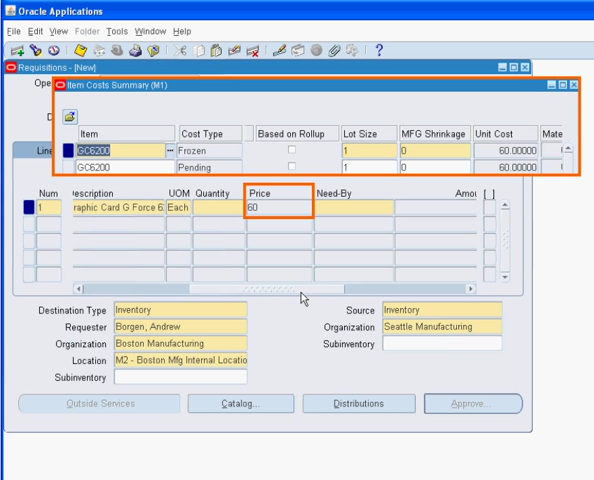 Oracle Applications
File Edit View Folder Tools Window Help
Requisitions - [New]
Ope
Item Costs Summary (M1)
Item Cost Type Based on Rollup Lot Size MFG Shrinkage Unit Cost Mate
Line GC6200 Frozen 1 0 60.00000
GC6200 Pending 1 0 60.00000
Num escription UOM Quantity Price Need-By Amou [ ]
1 raphic Card G Force 6 Each 60
Destination Type Inventory Source Inventory
Requester Borgen, Andrew Organization Seattle Manufacturing
Organization Boston Manufacturing Subinventory
Location M2 - Boston Mfg Internal Locatio
Subinventory
Outside Services Catalog... Distributions Approve...